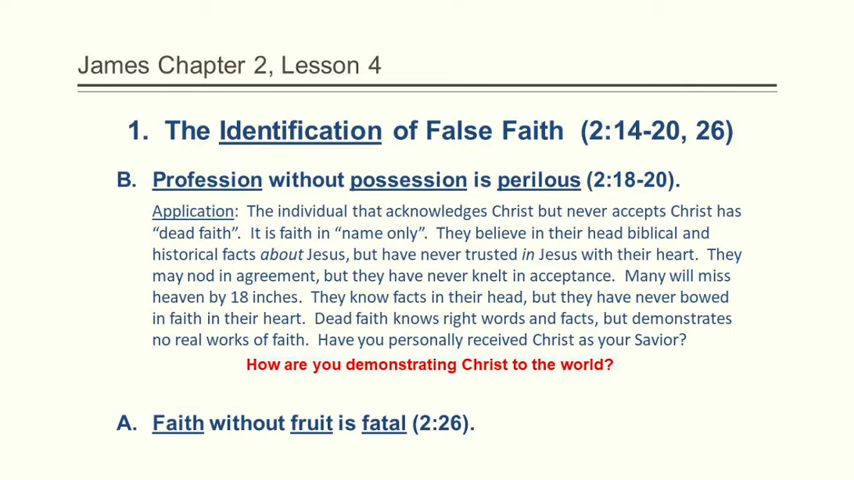 James Chapter 2, Lesson 4
1. The Identification of False Faith (2:14-20, 26)
B. Profession without possession is perilous (2:18-20).
Application: The individual that acknowledges Christ but never accepts Christ has
“dead faith”. It is faith in “name only”. They believe in their head biblical and
historical facts about Jesus, but have never trusted in Jesus with their heart. They
may nod in agreement, but they have never knelt in acceptance. Many will miss
heaven by 18 inches. They know facts in their head, but they have never bowed
in faith in their heart. Dead faith knows right words and facts, but demonstrates
no real works of faith. Have you personally received Christ as your Savior?
How are you demonstrating Christ to the world?
A. Faith without fruit is fatal (2:26).